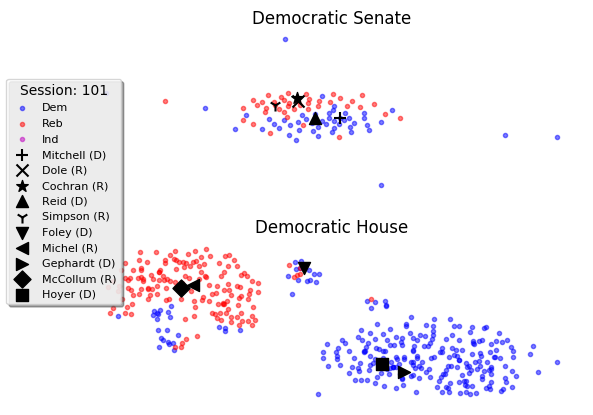 Democratic Senate
Session: 101
Dem
Reb
Ind
Mitchell (D)
Dole (R)
Cochran (R)
Reid (D)
Simpson (R)
Foley (D)
Michel (R)
Gephardt (D)
McCollum (R)
Hoyer (D)
Democratic House